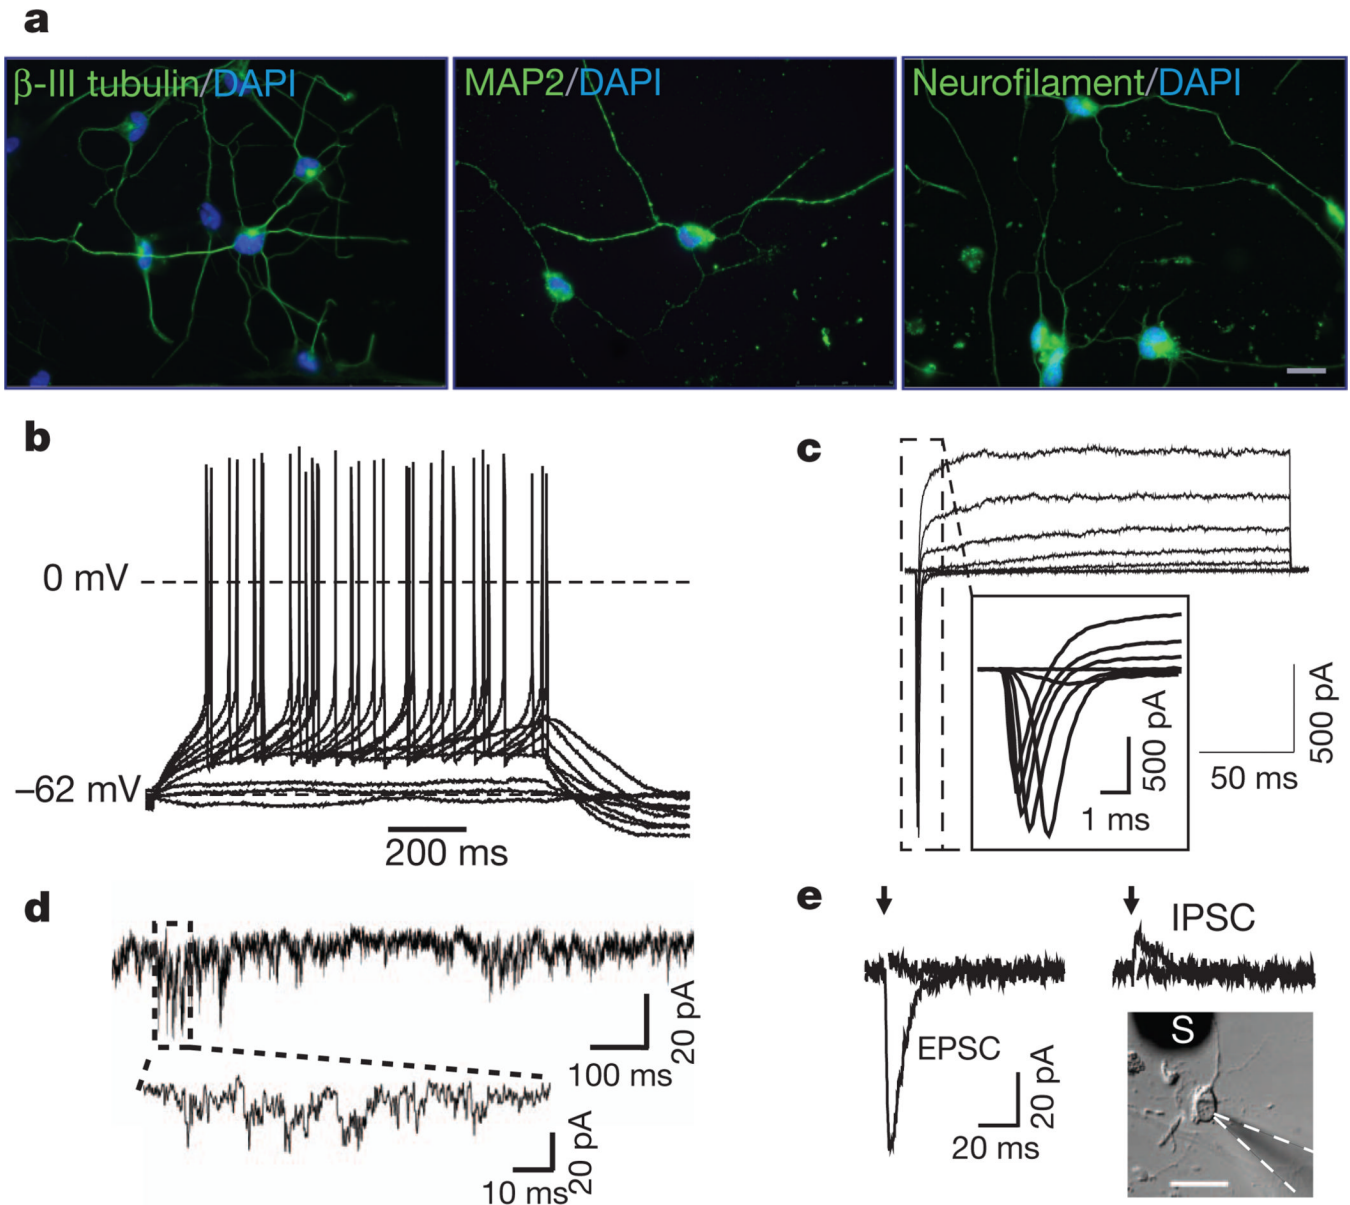 a
β-III tubulin/DAPI
MAP2/DAPI
Neurofilament/DAPI
b
0 mV
–62 mV
200 ms
c
500 pA
1 ms
50 ms
500 pA
d
20 pA
100 ms
20 pA
10 ms
e
EPSC
20 pA
20 ms
IPSC
S